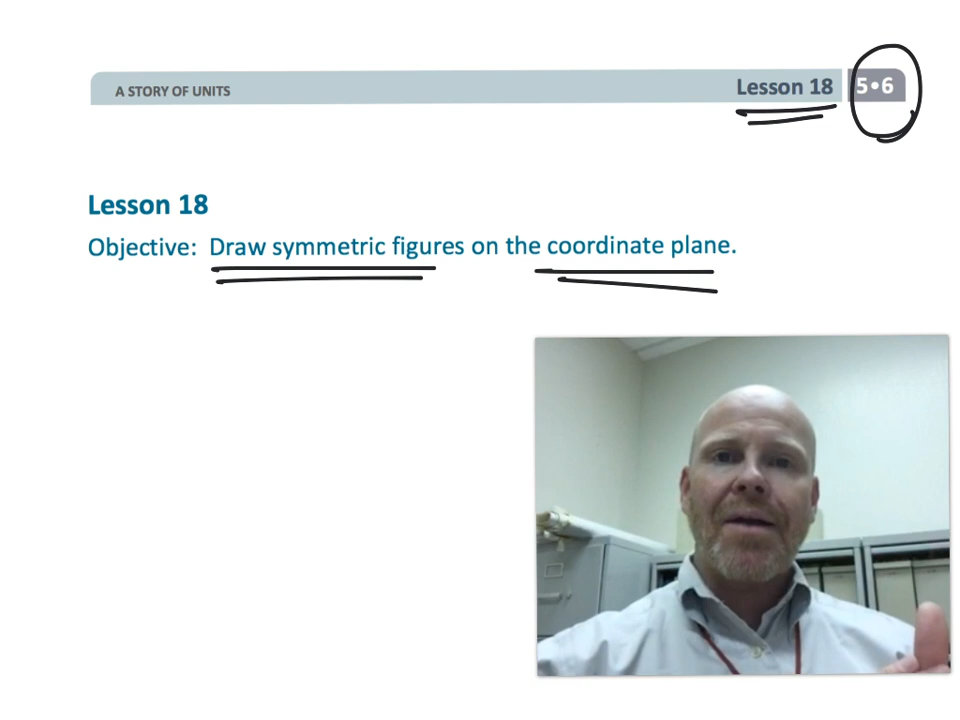 A STORY OF UNITS
Lesson 18 5•6
Lesson 18
Objective: Draw symmetric figures on the coordinate plane.